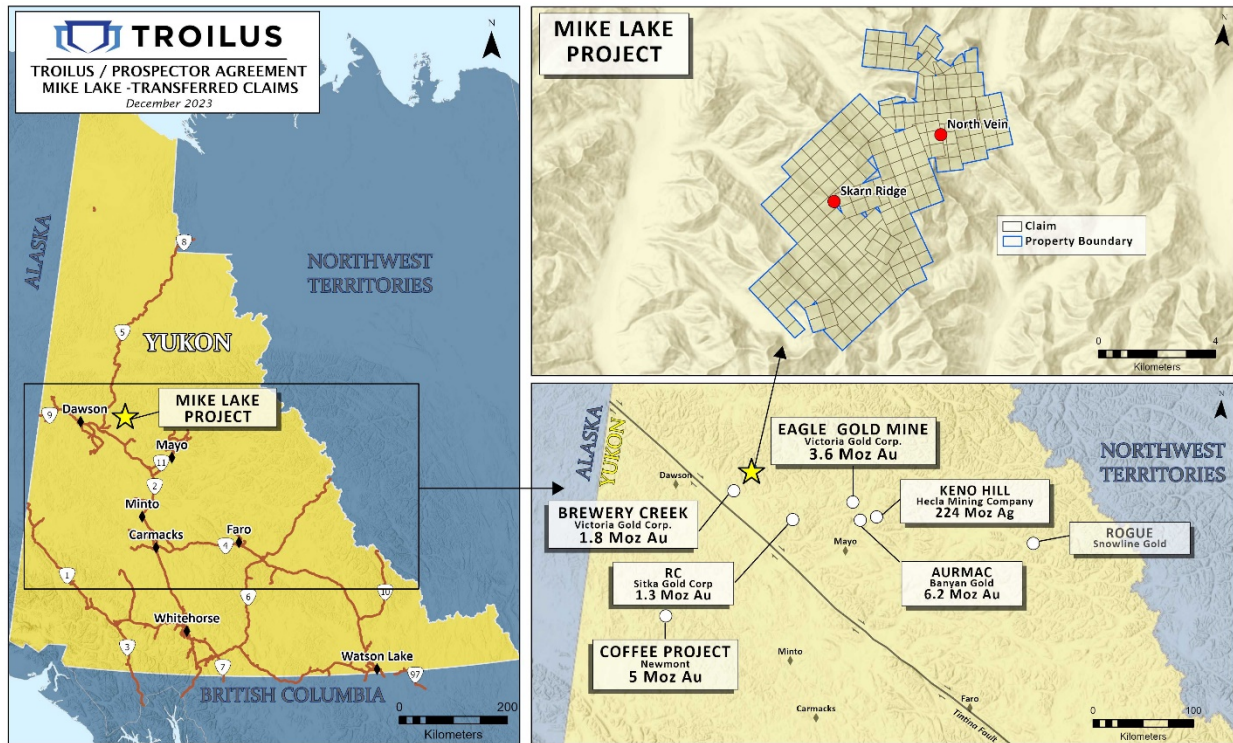 TROILUS
TROILUS / PROSPECTOR AGREEMENT
MIKE LAKE -TRANSFERRED CLAIMS
December 2023
ALASKA
NORTHWEST
TERRITORIES
8
5
YUKON
MIKE LAKE
PROJECT
9
Dawson
Mayo
11
2
Minto
Carmacks
Faro
4
1
6
10
Whitehorse
3
7
Watson Lake
97
BRITISH COLUMBIA
0
200
Kilometers
MIKE LAKE
PROJECT
North Vein
Skarn Ridge
Claim
Property Boundary
0
4
Kilometers
ALASKA
YUKON
NORTHWEST
TERRITORIES
Dawson
EAGLE GOLD MINE
Victoria Gold Corp.
3.6 Moz Au
BREWERY CREEK
Victoria Gold Corp.
1.8 Moz Au
KENO HILL
Hecla Mining Company
224 Moz Ag
ROGUE
Snowline Gold
Mayo
RC
Sitka Gold Corp
1.3 Moz Au
AURMAC
Banyan Gold
6.2 Moz Au
COFFEE PROJECT
Newmont
5 Moz Au
Minto
Carmacks
Faro
Tintina Fault
0
100
Kilometers